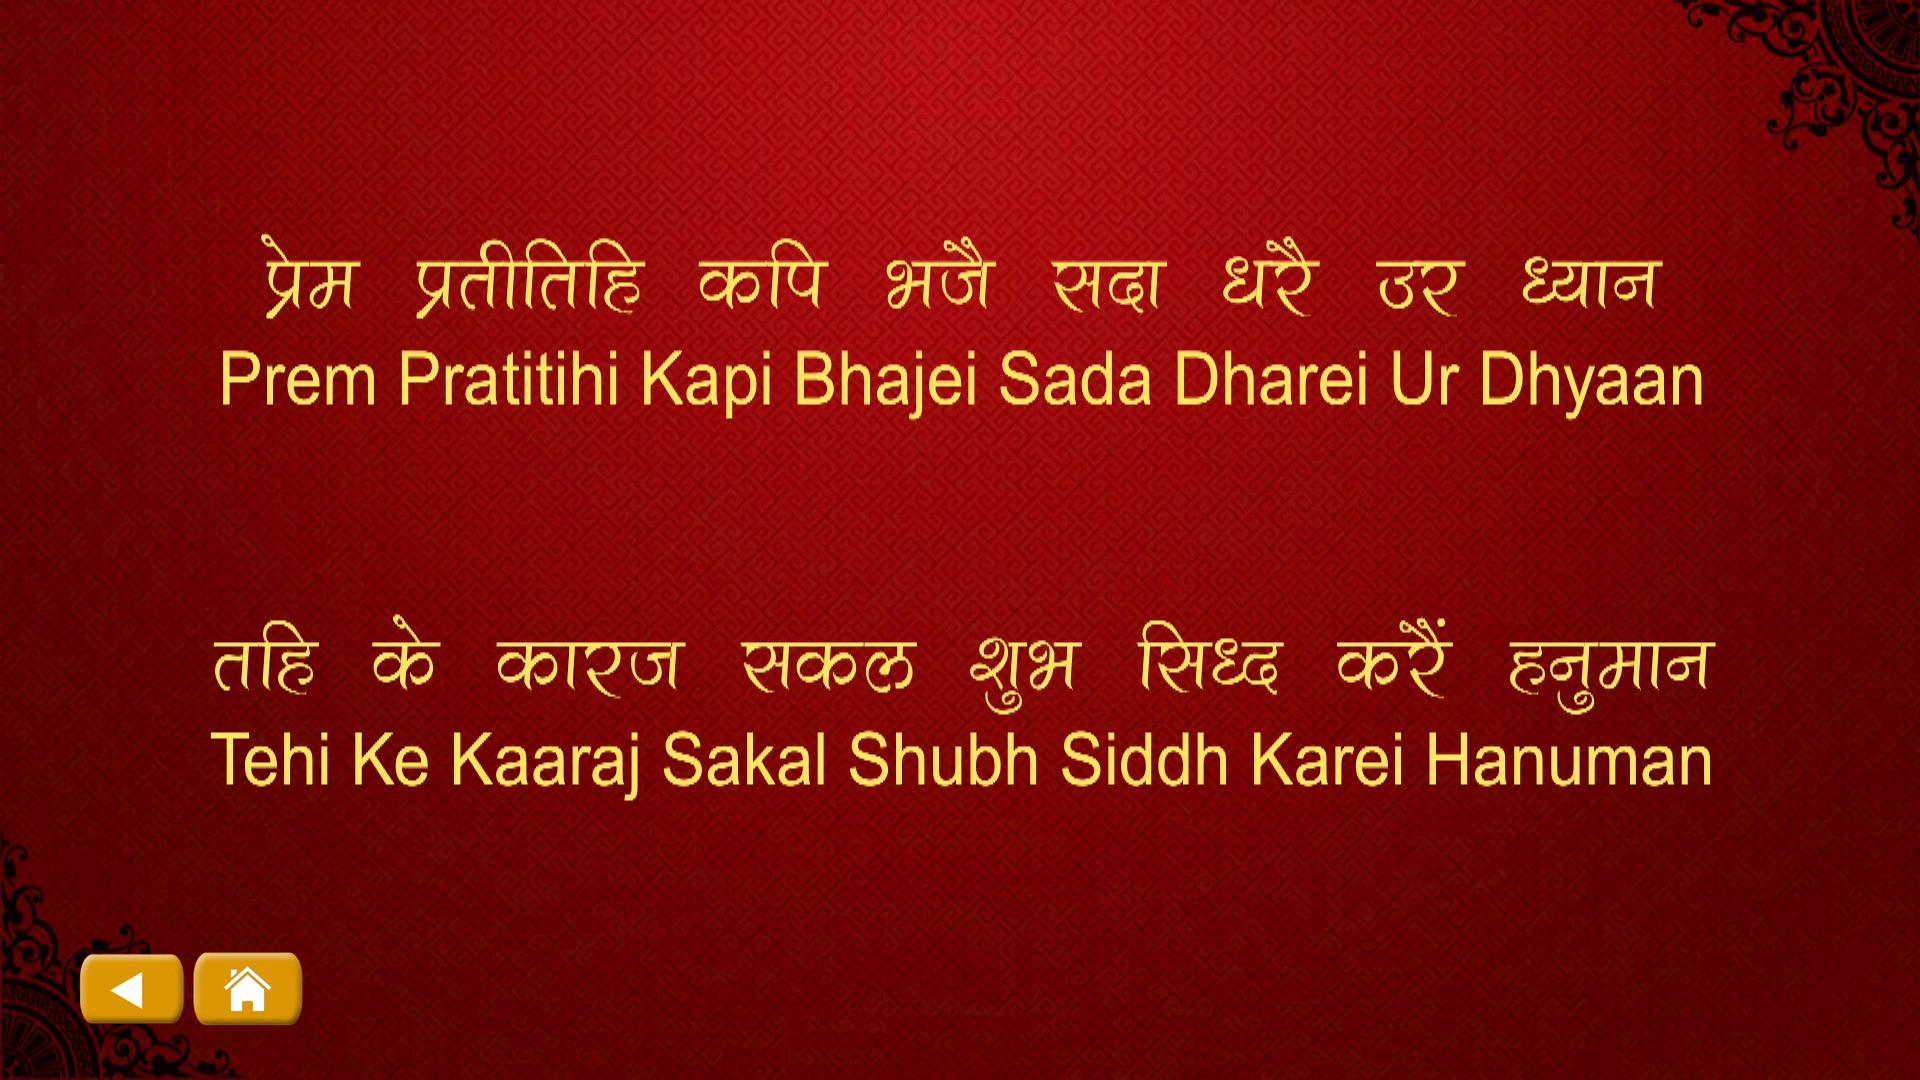 प्रेम प्रतीतिहि कपि भजै सदा धरै उर ध्यान
Prem Pratitihi Kapi Bhajei Sada Dharei Ur Dhyaan
तहि के कारज सकल शुभ सिध्द करैं हनुमान
Tehi Ke Kaaraj Sakal Shubh Siddh Karei Hanuman